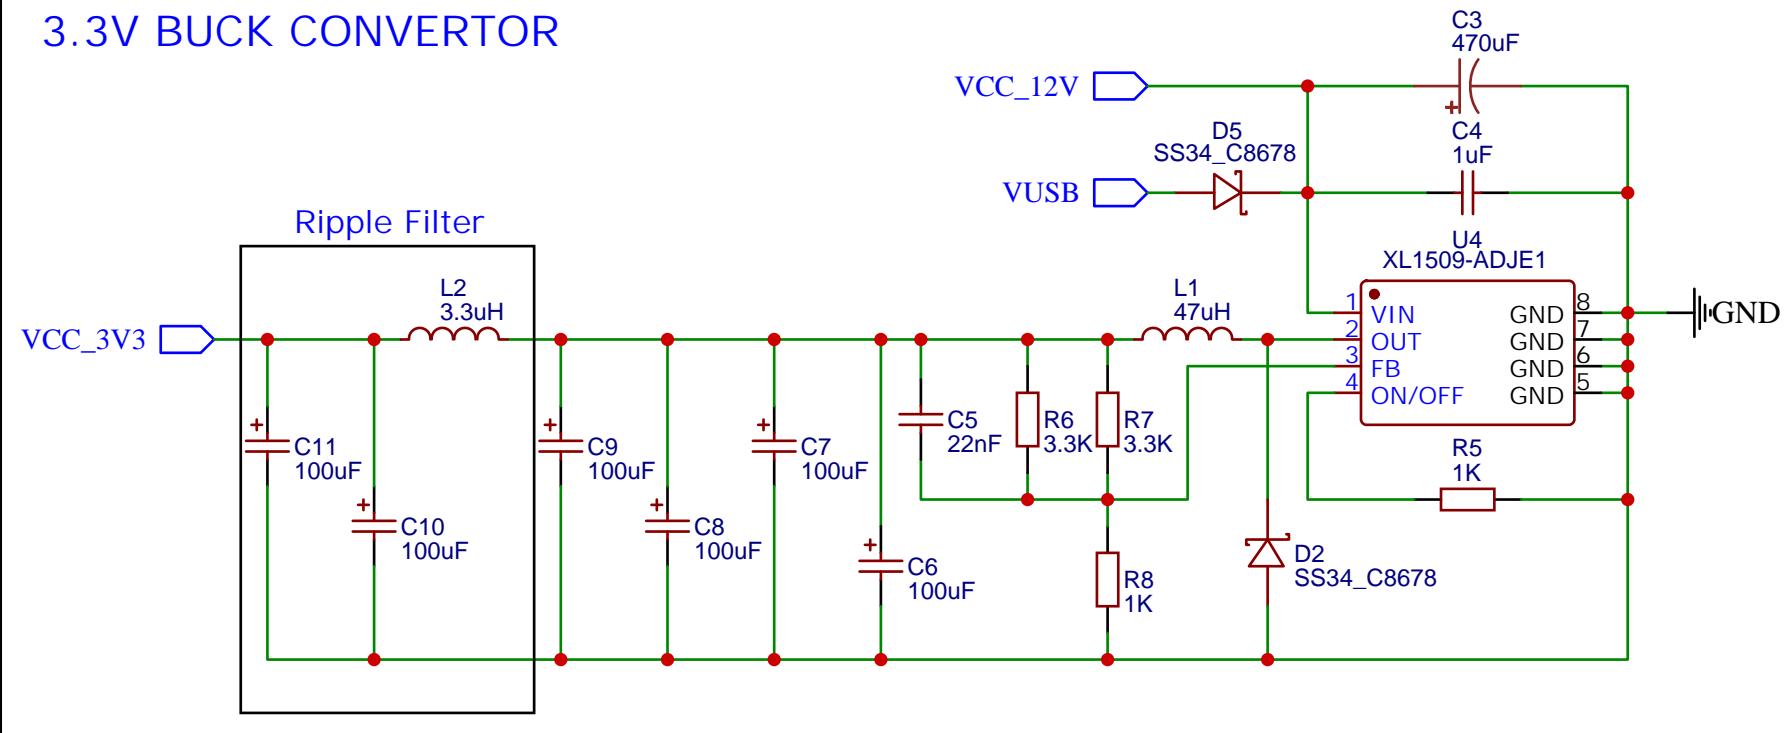 3.3V BUCK CONVERTOR
C3
470uF
VCC_12V
D5
SS34_C8678
C4
1uF
VUSB
Ripple Filter
U4
XL1509-ADJE1
L2
3.3uH
L1
47uH
VCC_3V3
1
VIN
2
OUT
3
FB
4
ON/OFF
GND
8
GND
7
GND
6
GND
5
GND
C11
100uF
C10
100uF
C9
100uF
C8
100uF
C7
100uF
C6
100uF
C5
22nF
R6
3.3K
R7
3.3K
R8
1K
R5
1K
D2
SS34_C8678